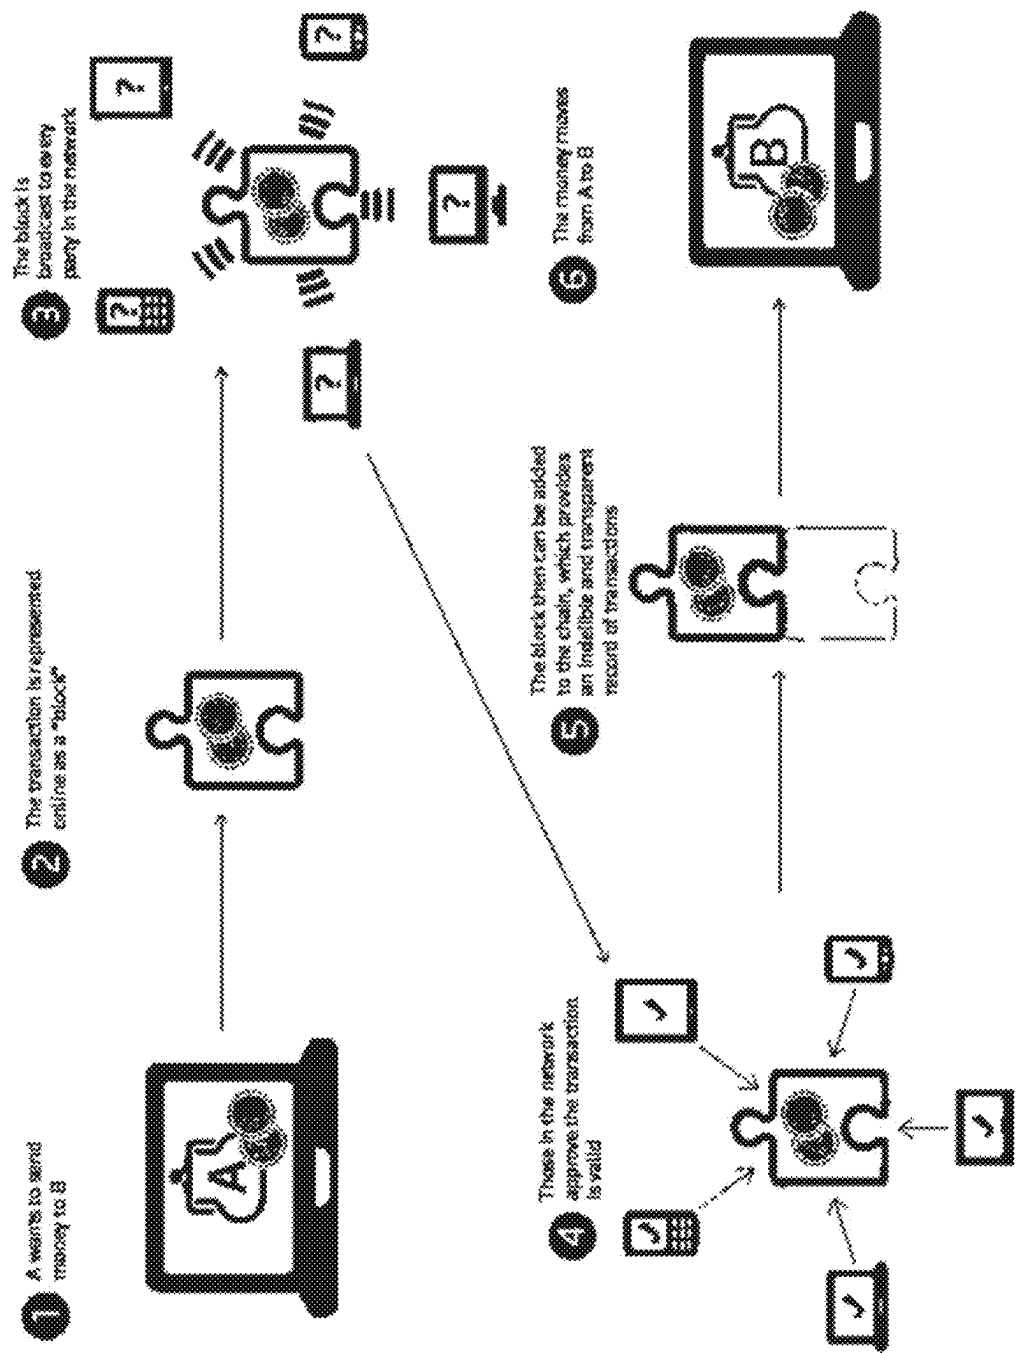 1
A wants to send
money to B
A
2
The transaction is represented
online as a "block"
3
The block is
broadcast to every
party in the network
?
?
?
?
?
4
Those in the network
approve the transaction
is valid
5
The block then can be added
to the chain, which provides
an indelible and transparent
record of transactions
6
The money moves
from A to B
B